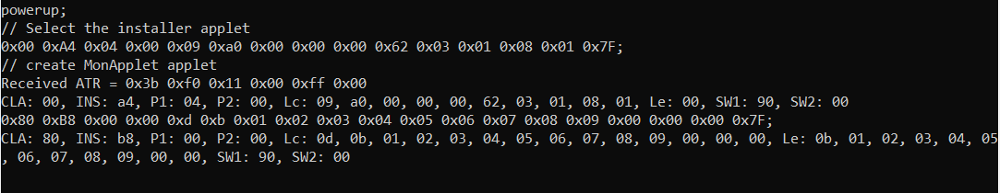 powerup;
// Select the installer applet
0x00 0xA4 0x04 0x00 0x09 0xa0 0x00 0x00 0x00 0x62 0x03 0x01 0x08 0x01 0x7F;
// create MonApplet applet
Received ATR = 0x3b 0xf0 0x11 0x00 0xff 0x00
CLA: 00, INS: a4, P1: 04, P2: 00, Lc: 09, a0, 00, 00, 00, 62, 03, 01, 08, 01, Le: 00, SW1: 90, SW2: 00
0x80 0xB8 0x00 0x00 0xd 0xb 0x01 0x02 0x03 0x04 0x05 0x06 0x07 0x08 0x09 0x00 0x00 0x00 0x7F;
CLA: 80, INS: b8, P1: 00, P2: 00, Lc: 0d, 0b, 01, 02, 03, 04, 05, 06, 07, 08, 09, 00, 00, 00, Le: 0b, 01, 02, 03, 04, 05
, 06, 07, 08, 09, 00, 00, SW1: 90, SW2: 00